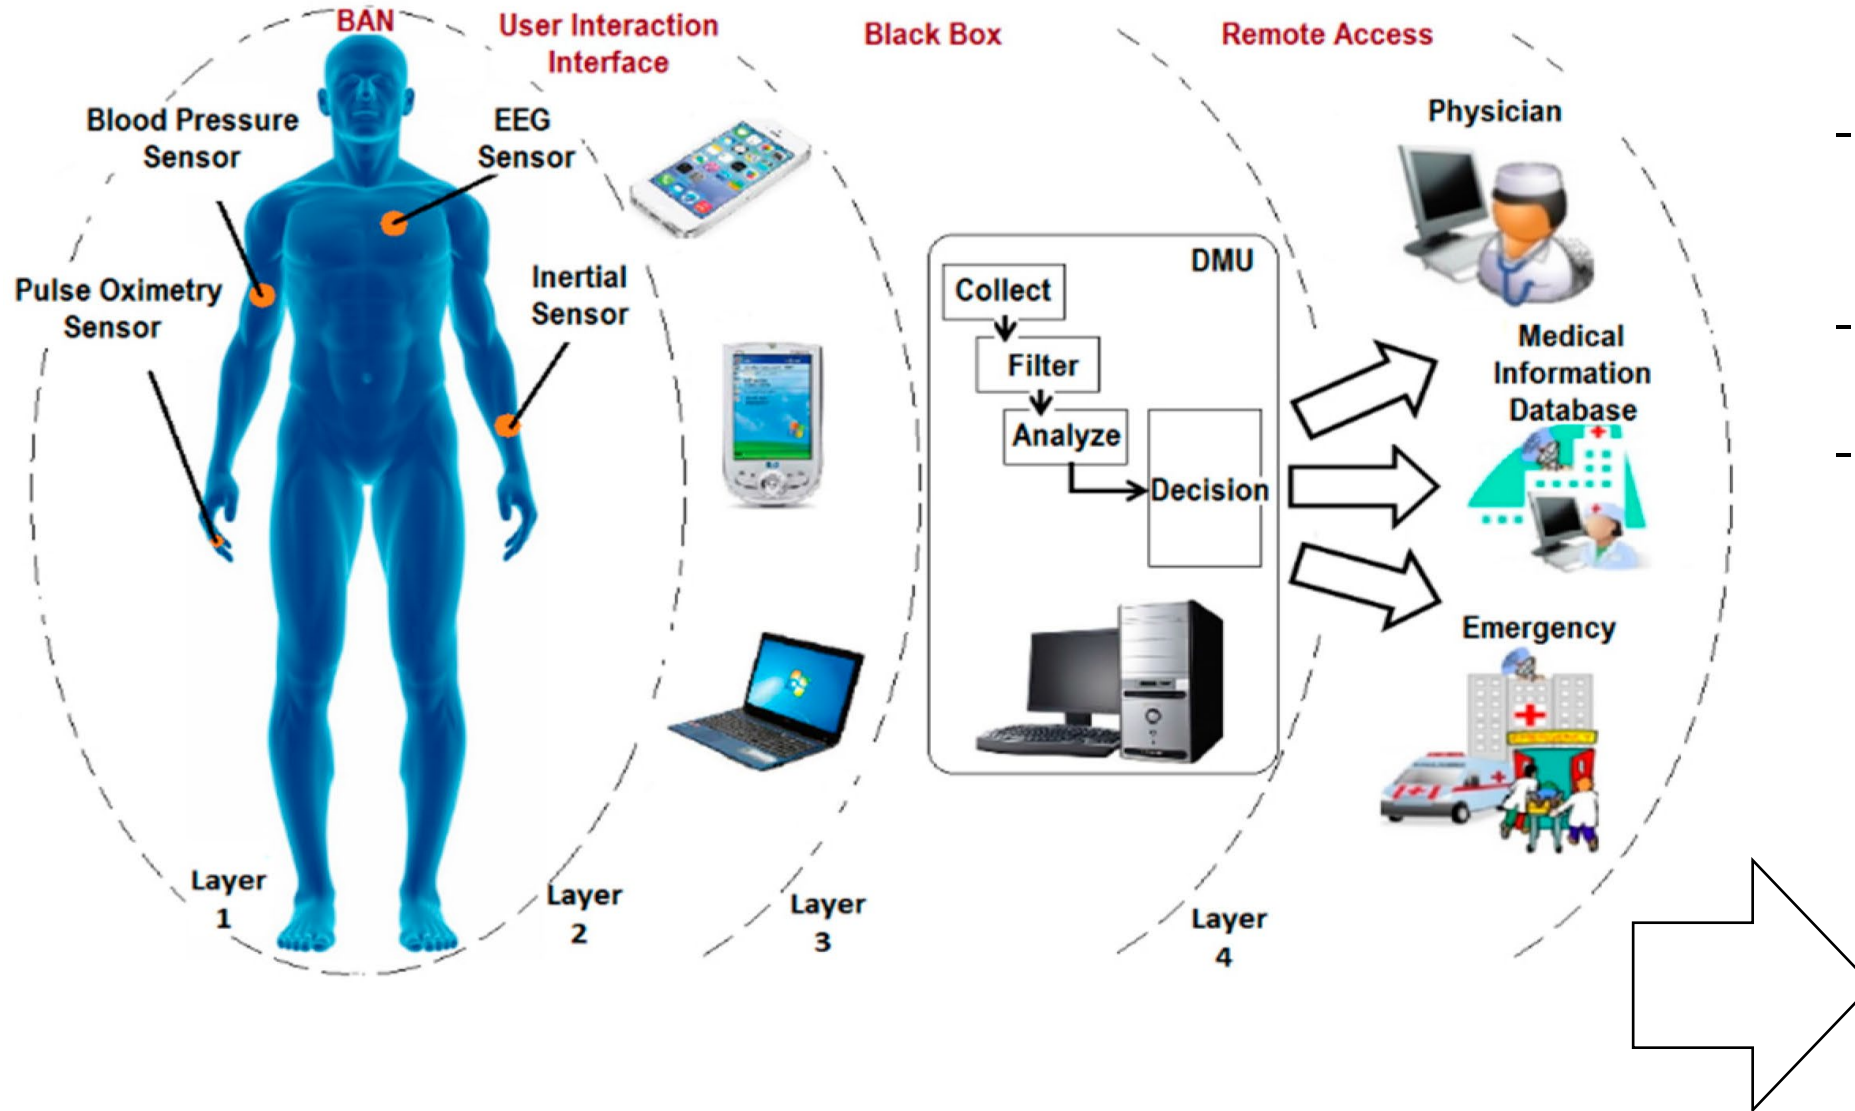 BAN
User Interaction
Interface
Black Box
Remote Access
Blood Pressure
Sensor
EEG
Sensor
Pulse Oximetry
Sensor
Inertial
Sensor
DMU
Collect
Filter
Analyze
Decision
Physician
Medical
Information
Database
Emergency
EMERGENCY
Layer
1
Layer
2
Layer
3
Layer
4